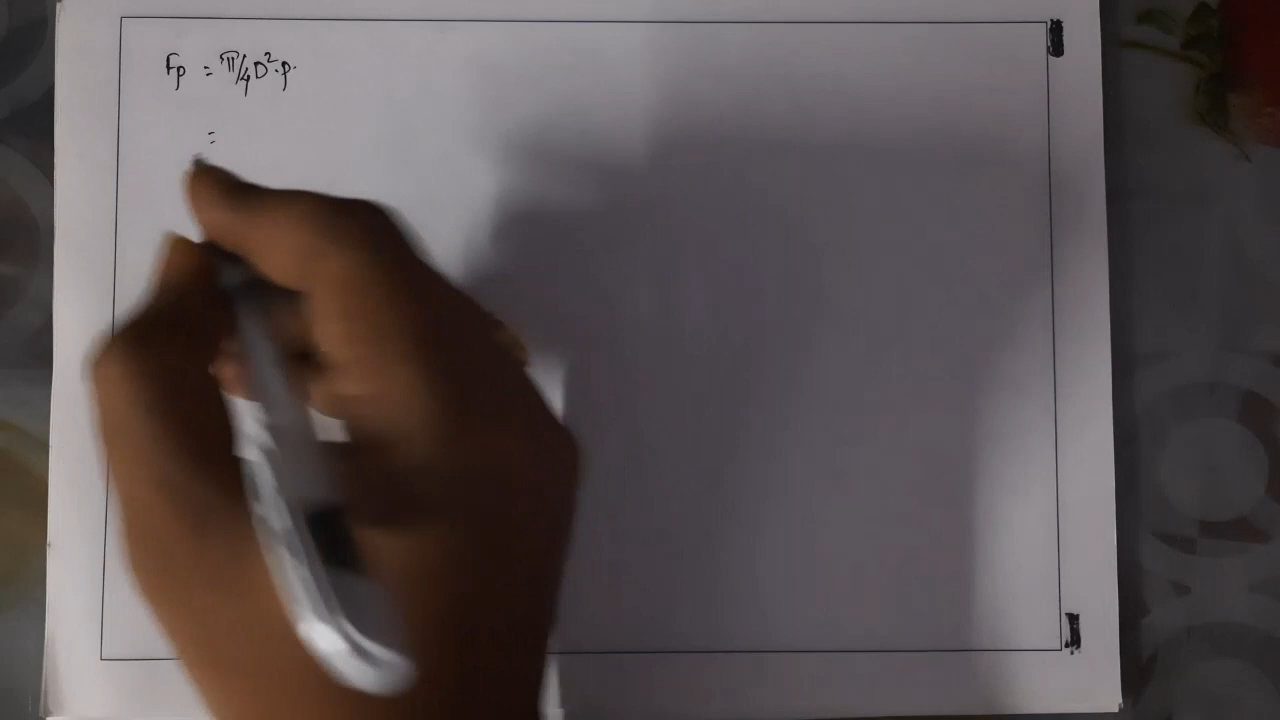 Fp = π/4 D².p.
=